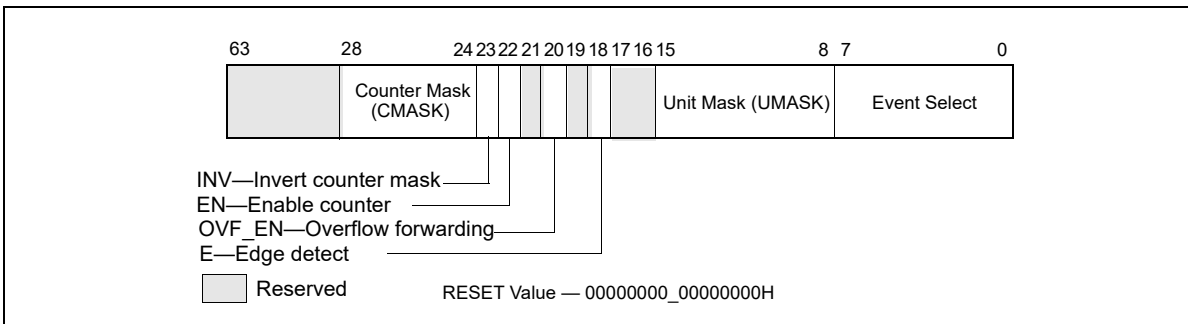 63 28 24 23 22 21 20 19 18 17 16 15 8 7 0
Counter Mask
(CMASK)
Unit Mask (UMASK)
Event Select
INV—Invert counter mask
EN—Enable counter
OVF_EN—Overflow forwarding
E—Edge detect
Reserved
RESET Value — 00000000_00000000H